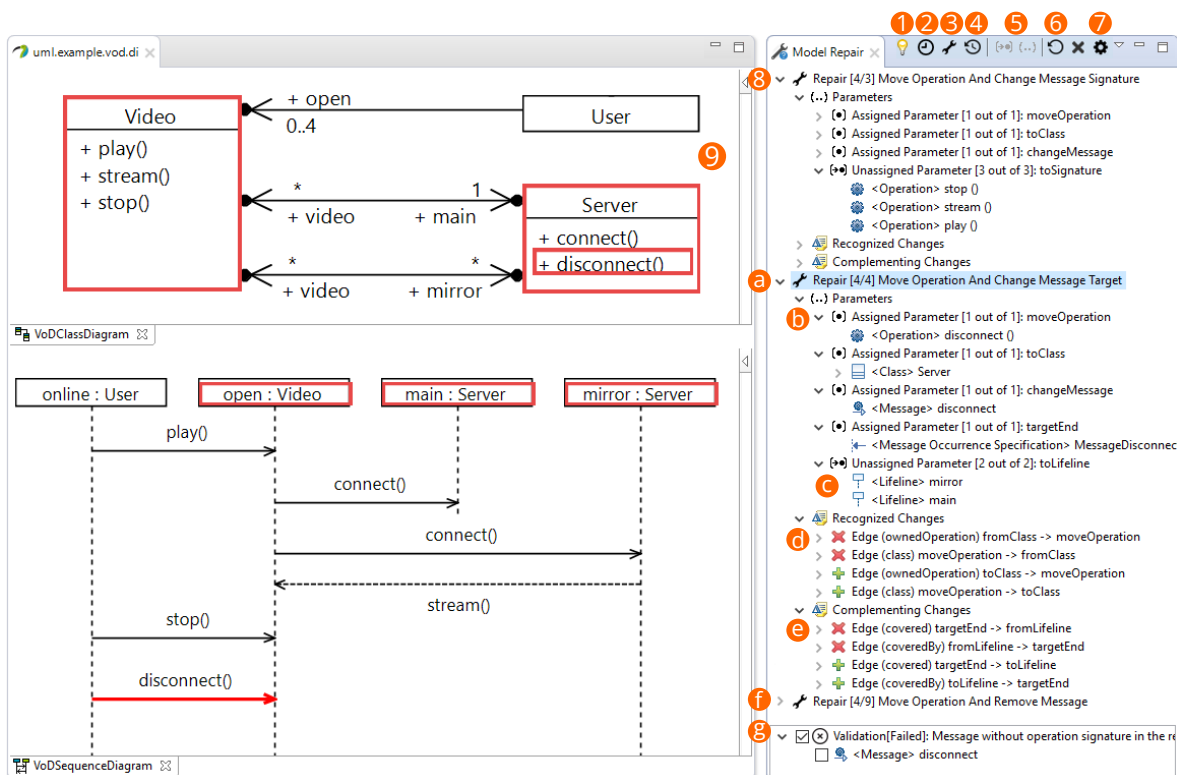 uml.example.vod.di
Video
+ play()
+ stream()
+ stop()
+ open
0..4
User
9
*
1
+ video
+ main
*
*
+ video
+ mirror
Server
+ connect()
+ disconnect()
VoDClassDiagram
online : User
open : Video
main : Server
mirror : Server
play()
connect()
connect()
stream()
stop()
disconnect()
VoDSequenceDiagram
1 2 3 4 5 6 7
Model Repair
8 Repair [4/3] Move Operation And Change Message Signature
(..) Parameters
Assigned Parameter [1 out of 1]: moveOperation
Assigned Parameter [1 out of 1]: toClass
Assigned Parameter [1 out of 1]: changeMessage
Unassigned Parameter [3 out of 3]: toSignature
<Operation> stop ()
<Operation> stream ()
<Operation> play ()
Recognized Changes
Complementing Changes
a Repair [4/4] Move Operation And Change Message Target
(..) Parameters
b Assigned Parameter [1 out of 1]: moveOperation
<Operation> disconnect ()
Assigned Parameter [1 out of 1]: toClass
<Class> Server
Assigned Parameter [1 out of 1]: changeMessage
<Message> disconnect
Assigned Parameter [1 out of 1]: targetEnd
<Message Occurrence Specification> MessageDisconnec
Unassigned Parameter [2 out of 2]: toLifeline
c <Lifeline> mirror
<Lifeline> main
Recognized Changes
d Edge (ownedOperation) fromClass -> moveOperation
Edge (class) moveOperation -> fromClass
Edge (ownedOperation) toClass -> moveOperation
Edge (class) moveOperation -> toClass
Complementing Changes
e Edge (covered) targetEnd -> fromLifeline
Edge (coveredBy) fromLifeline -> targetEnd
Edge (covered) targetEnd -> toLifeline
Edge (coveredBy) toLifeline -> targetEnd
f Repair [4/9] Move Operation And Remove Message
g Validation[Failed]: Message without operation signature in the re
<Message> disconnect